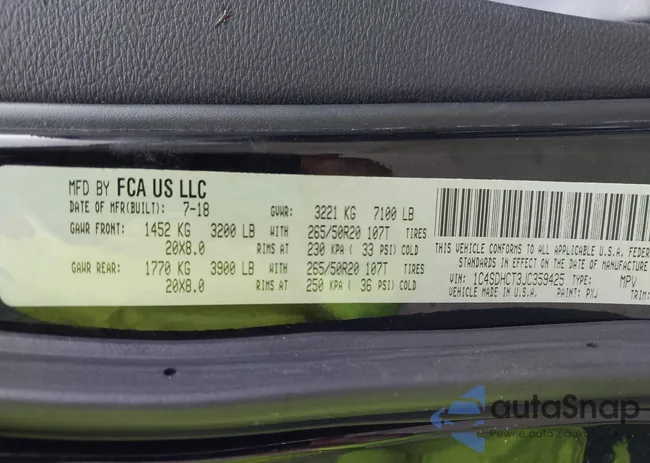 MFD BY FCA US LLC
DATE OF MFR(BUILT): 7-18 GVWR: 3221 KG 7100 LB
GAWR FRONT: 1452 KG 3200 LB WITH 265/50R20 107T TIRES
20X8.0 RIMS AT 230 KPA ( 33 PSI) COLD
GAWR REAR: 1770 KG 3900 LB WITH 265/50R20 107T TIRES
20X8.0 RIMS AT 250 KPA ( 36 PSI) COLD
THIS VEHICLE CONFORMS TO ALL APPLICABLE U.S.A. FEDER
STANDARDS IN EFFECT ON THE DATE OF MANUFACTURE
VIN: 1C4SDHCT3JC359425 TYPE: MPV
VEHICLE MADE IN U.S.A. PAINT: PXJ TRIM:
autaSnap
Pewne auta z